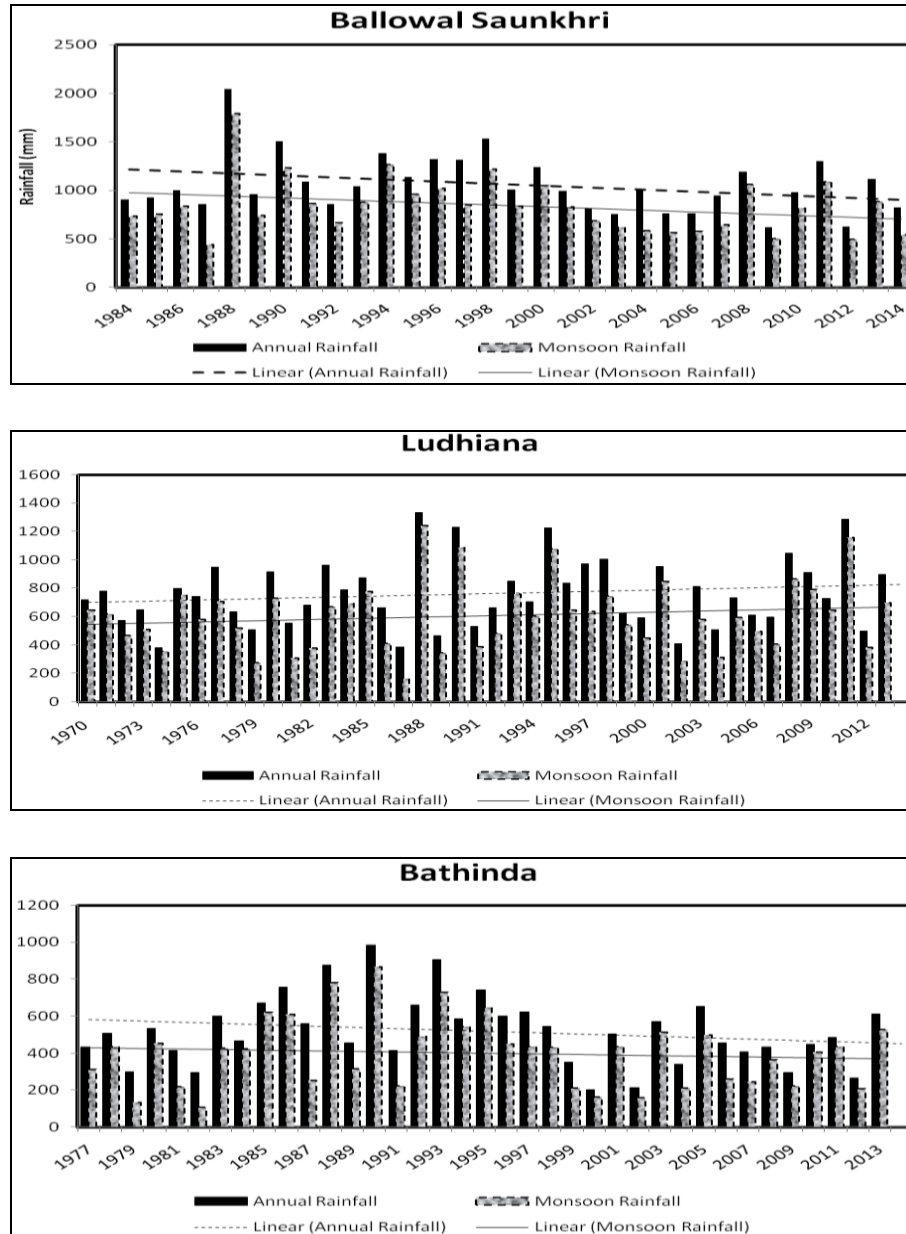 Ballowal Saunkhri
Rainfall (mm)
2500
2000
1500
1000
500
0
1984 1986 1988 1990 1992 1994 1996 1998 2000 2002 2004 2006 2008 2010 2012 2014
Annual Rainfall Monsoon Rainfall
Linear (Annual Rainfall) Linear (Monsoon Rainfall)
Ludhiana
1600
1400
1200
1000
800
600
400
200
0
1970 1973 1976 1979 1982 1985 1988 1991 1994 1997 2000 2003 2006 2009 2012
Annual Rainfall Monsoon Rainfall
Linear (Annual Rainfall) Linear (Monsoon Rainfall)
Bathinda
1200
1000
800
600
400
200
0
1977 1979 1981 1983 1985 1987 1989 1991 1993 1995 1997 1999 2001 2003 2005 2007 2009 2011 2013
Annual Rainfall Monsoon Rainfall
Linear (Annual Rainfall) Linear (Monsoon Rainfall)